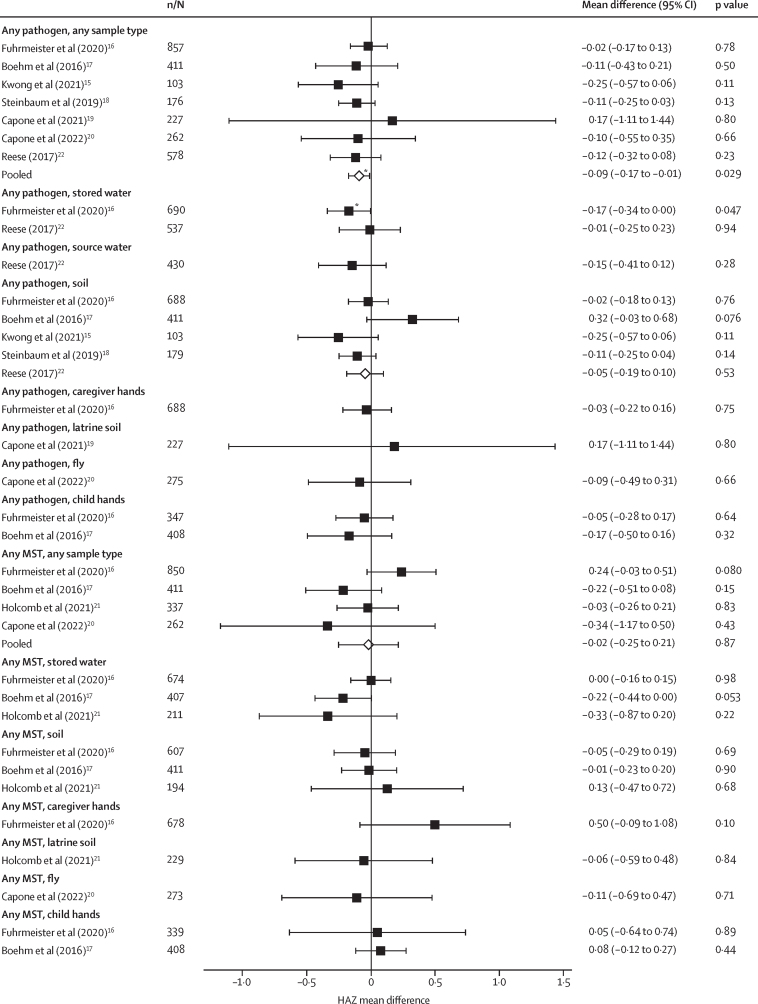 n/N Mean difference (95% CI) p value
Any pathogen, any sample type
Fuhrmeister et al (2020)16 857 −0·02 (−0·17 to 0·13) 0·78
Boehm et al (2016)17 411 −0·11 (−0·43 to 0·21) 0·50
Kwong et al (2021)15 103 −0·25 (−0·57 to 0·06) 0·11
Steinbaum et al (2019)18 176 −0·11 (−0·25 to 0·03) 0·13
Capone et al (2021)19 227 0·17 (−1·11 to 1·44) 0·80
Capone et al (2022)20 262 −0·10 (−0·55 to 0·35) 0·66
Reese (2017)22 578 −0·12 (−0·32 to 0·08) 0·23
Pooled * −0·09 (−0·17 to −0·01) 0·029
Any pathogen, stored water
Fuhrmeister et al (2020)16 690 * −0·17 (−0·34 to 0·00) 0·047
Reese (2017)22 537 −0·01 (−0·25 to 0·23) 0·94
Any pathogen, source water
Reese (2017)22 430 −0·15 (−0·41 to 0·12) 0·28
Any pathogen, soil
Fuhrmeister et al (2020)16 688 −0·02 (−0·18 to 0·13) 0·76
Boehm et al (2016)17 411 0·32 (−0·03 to 0·68) 0·076
Kwong et al (2021)15 103 −0·25 (−0·57 to 0·06) 0·11
Steinbaum et al (2019)18 179 −0·11 (−0·25 to 0·04) 0·14
Reese (2017)22 −0·05 (−0·19 to 0·10) 0·53
Any pathogen, caregiver hands
Fuhrmeister et al (2020)16 688 −0·03 (−0·22 to 0·16) 0·75
Any pathogen, latrine soil
Capone et al (2021)19 227 0·17 (−1·11 to 1·44) 0·80
Any pathogen, fly
Capone et al (2022)20 275 −0·09 (−0·49 to 0·31) 0·66
Any pathogen, child hands
Fuhrmeister et al (2020)16 347 −0·05 (−0·28 to 0·17) 0·64
Boehm et al (2016)17 408 −0·17 (−0·50 to 0·16) 0·32
Any MST, any sample type
Fuhrmeister et al (2020)16 850 0·24 (−0·03 to 0·51) 0·080
Boehm et al (2016)17 411 −0·22 (−0·51 to 0·08) 0·15
Holcomb et al (2021)21 337 −0·03 (−0·26 to 0·21) 0·83
Capone et al (2022)20 262 −0·34 (−1·17 to 0·50) 0·43
Pooled −0·02 (−0·25 to 0·21) 0·87
Any MST, stored water
Fuhrmeister et al (2020)16 674 0·00 (−0·16 to 0·15) 0·98
Boehm et al (2016)17 407 −0·22 (−0·44 to 0·00) 0·053
Holcomb et al (2021)21 211 −0·33 (−0·87 to 0·20) 0·22
Any MST, soil
Fuhrmeister et al (2020)16 607 −0·05 (−0·29 to 0·19) 0·69
Boehm et al (2016)17 411 −0·01 (−0·23 to 0·20) 0·90
Holcomb et al (2021)21 194 0·13 (−0·47 to 0·72) 0·68
Any MST, caregiver hands
Fuhrmeister et al (2020)16 678 0·50 (−0·09 to 1·08) 0·10
Any MST, latrine soil
Holcomb et al (2021)21 229 −0·06 (−0·59 to 0·48) 0·84
Any MST, fly
Capone et al (2022)20 273 −0·11 (−0·69 to 0·47) 0·71
Any MST, child hands
Fuhrmeister et al (2020)16 339 0·05 (−0·64 to 0·74) 0·89
Boehm et al (2016)17 408 0·08 (−0·12 to 0·27) 0·44
−1·0 −0·5 0 0·5 1·0 1·5
HAZ mean difference